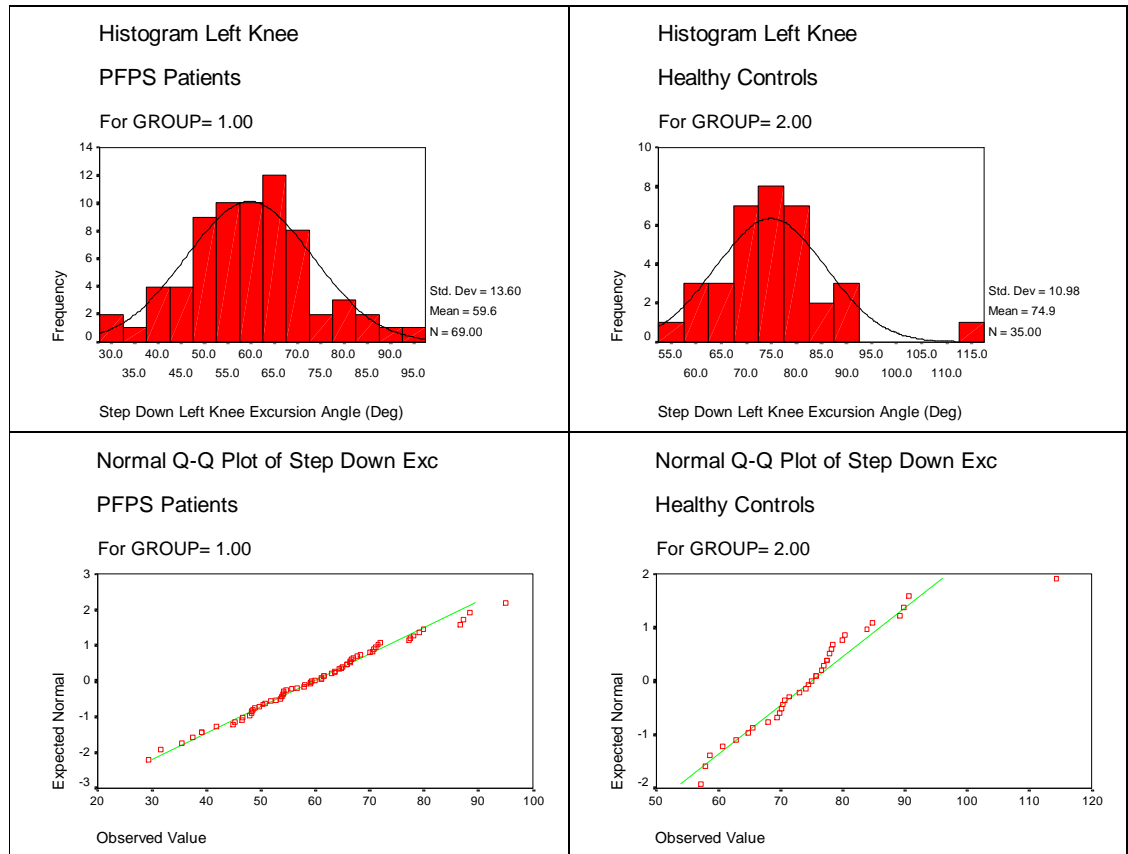 Histogram Left Knee
PFPS Patients
For GROUP= 1.00
14
12
10
8
6
4
2
0
Frequency
Std. Dev = 13.60
Mean = 59.6
N = 69.00
30.0 40.0 50.0 60.0 70.0 80.0 90.0
35.0 45.0 55.0 65.0 75.0 85.0 95.0
Step Down Left Knee Excursion Angle (Deg)
Histogram Left Knee
Healthy Controls
For GROUP= 2.00
10
8
6
4
2
0
Frequency
Std. Dev = 10.98
Mean = 74.9
N = 35.00
55.0 65.0 75.0 85.0 95.0 105.0 115.0
60.0 70.0 80.0 90.0 100.0 110.0
Step Down Left Knee Excursion Angle (Deg)
Normal Q-Q Plot of Step Down Exc
PFPS Patients
For GROUP= 1.00
3
2
1
0
-1
-2
-3
Expected Normal
20 30 40 50 60 70 80 90 100
Observed Value
Normal Q-Q Plot of Step Down Exc
Healthy Controls
For GROUP= 2.00
2
1
0
-1
-2
Expected Normal
50 60 70 80 90 100 110 120
Observed Value